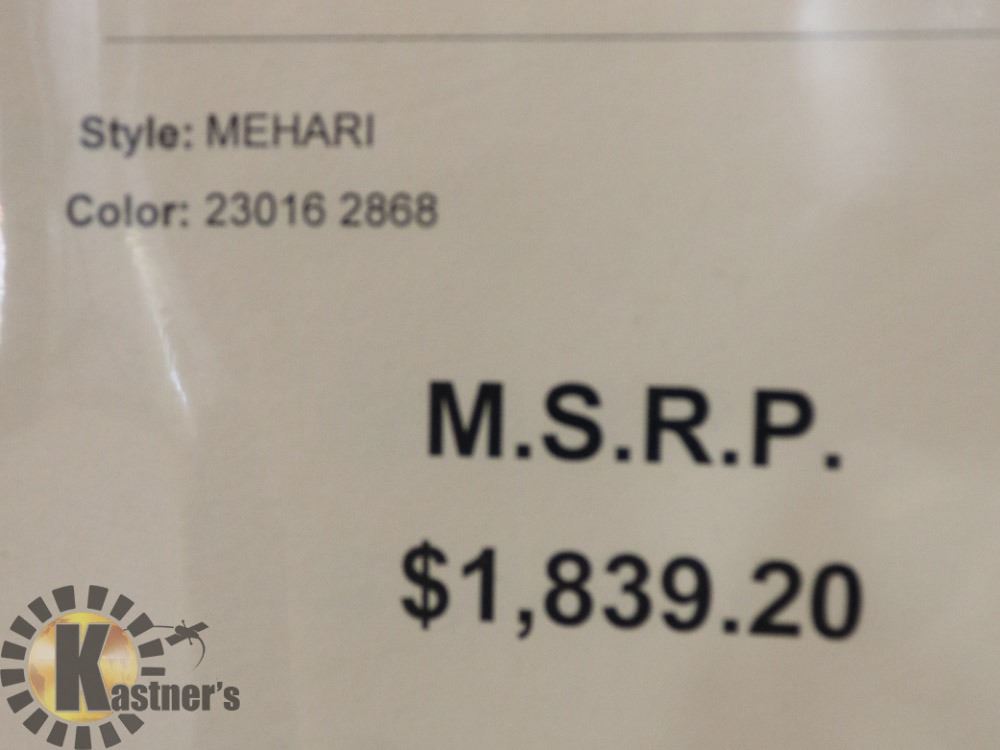 Style: MEHARI
Color: 23016 2868
M.S.R.P.
$1,839.20
Kastner's